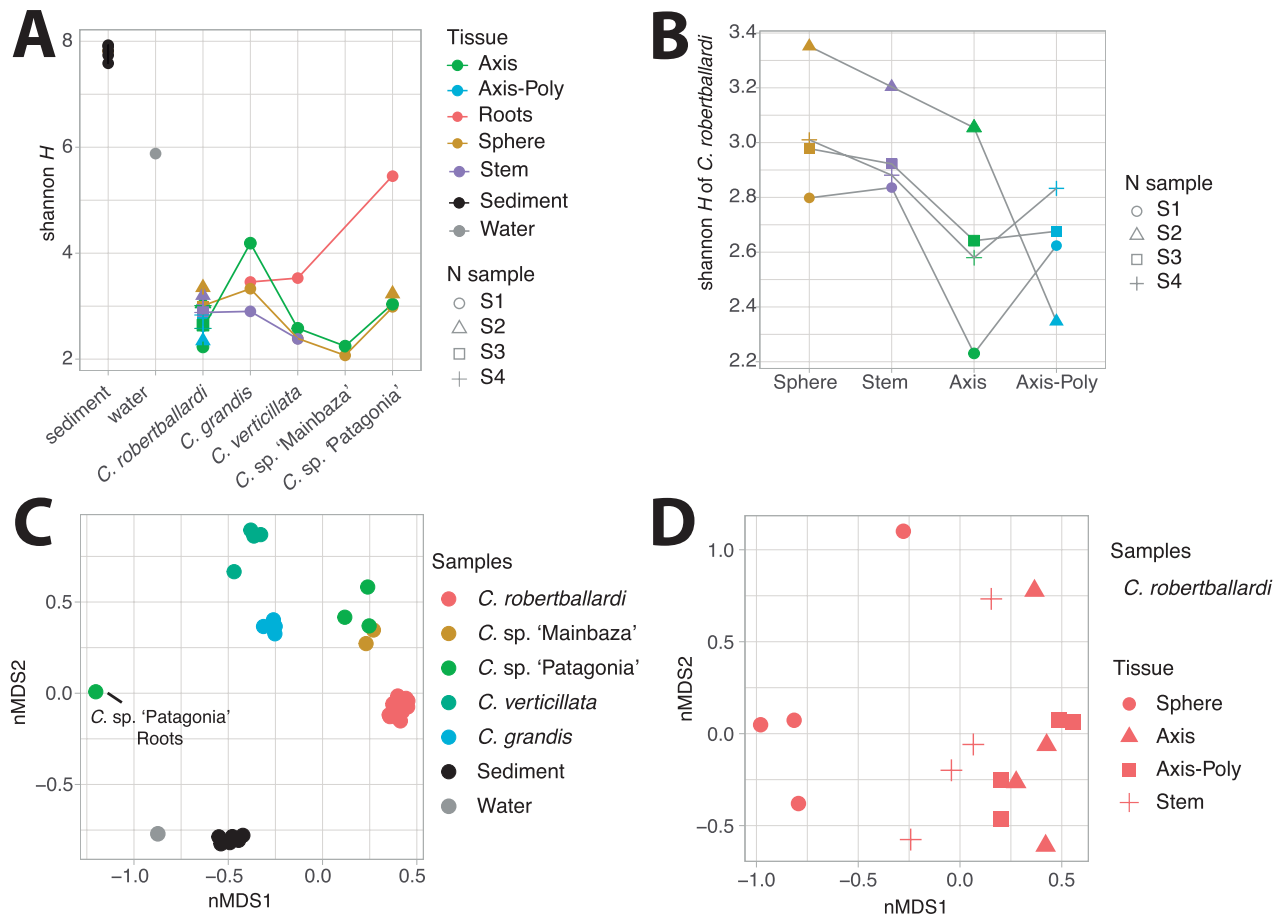 A
shannon H
8
6
4
2
sediment
water
C. robertballardi
C. grandis
C. verticillata
C. sp. ‘Mainbaza’
C. sp. ‘Patagonia’
Tissue
Axis
Axis-Poly
Roots
Sphere
Stem
Sediment
Water
N sample
S1
S2
S3
S4
B
shannon H of C. robertballardi
3.4
3.2
3.0
2.8
2.6
2.4
2.2
Sphere
Stem
Axis
Axis-Poly
N sample
S1
S2
S3
S4
C
nMDS2
0.5
0.0
−0.5
C. sp. ‘Patagonia’
Roots
−1.0
−0.5
0.0
0.5
nMDS1
Samples
C. robertballardi
C. sp. ‘Mainbaza’
C. sp. ‘Patagonia’
C. verticillata
C. grandis
Sediment
Water
D
nMDS2
1.0
0.5
0.0
−0.5
−1.0
−0.5
0.0
0.5
nMDS1
Samples
C. robertballardi
Tissue
Sphere
Axis
Axis-Poly
Stem